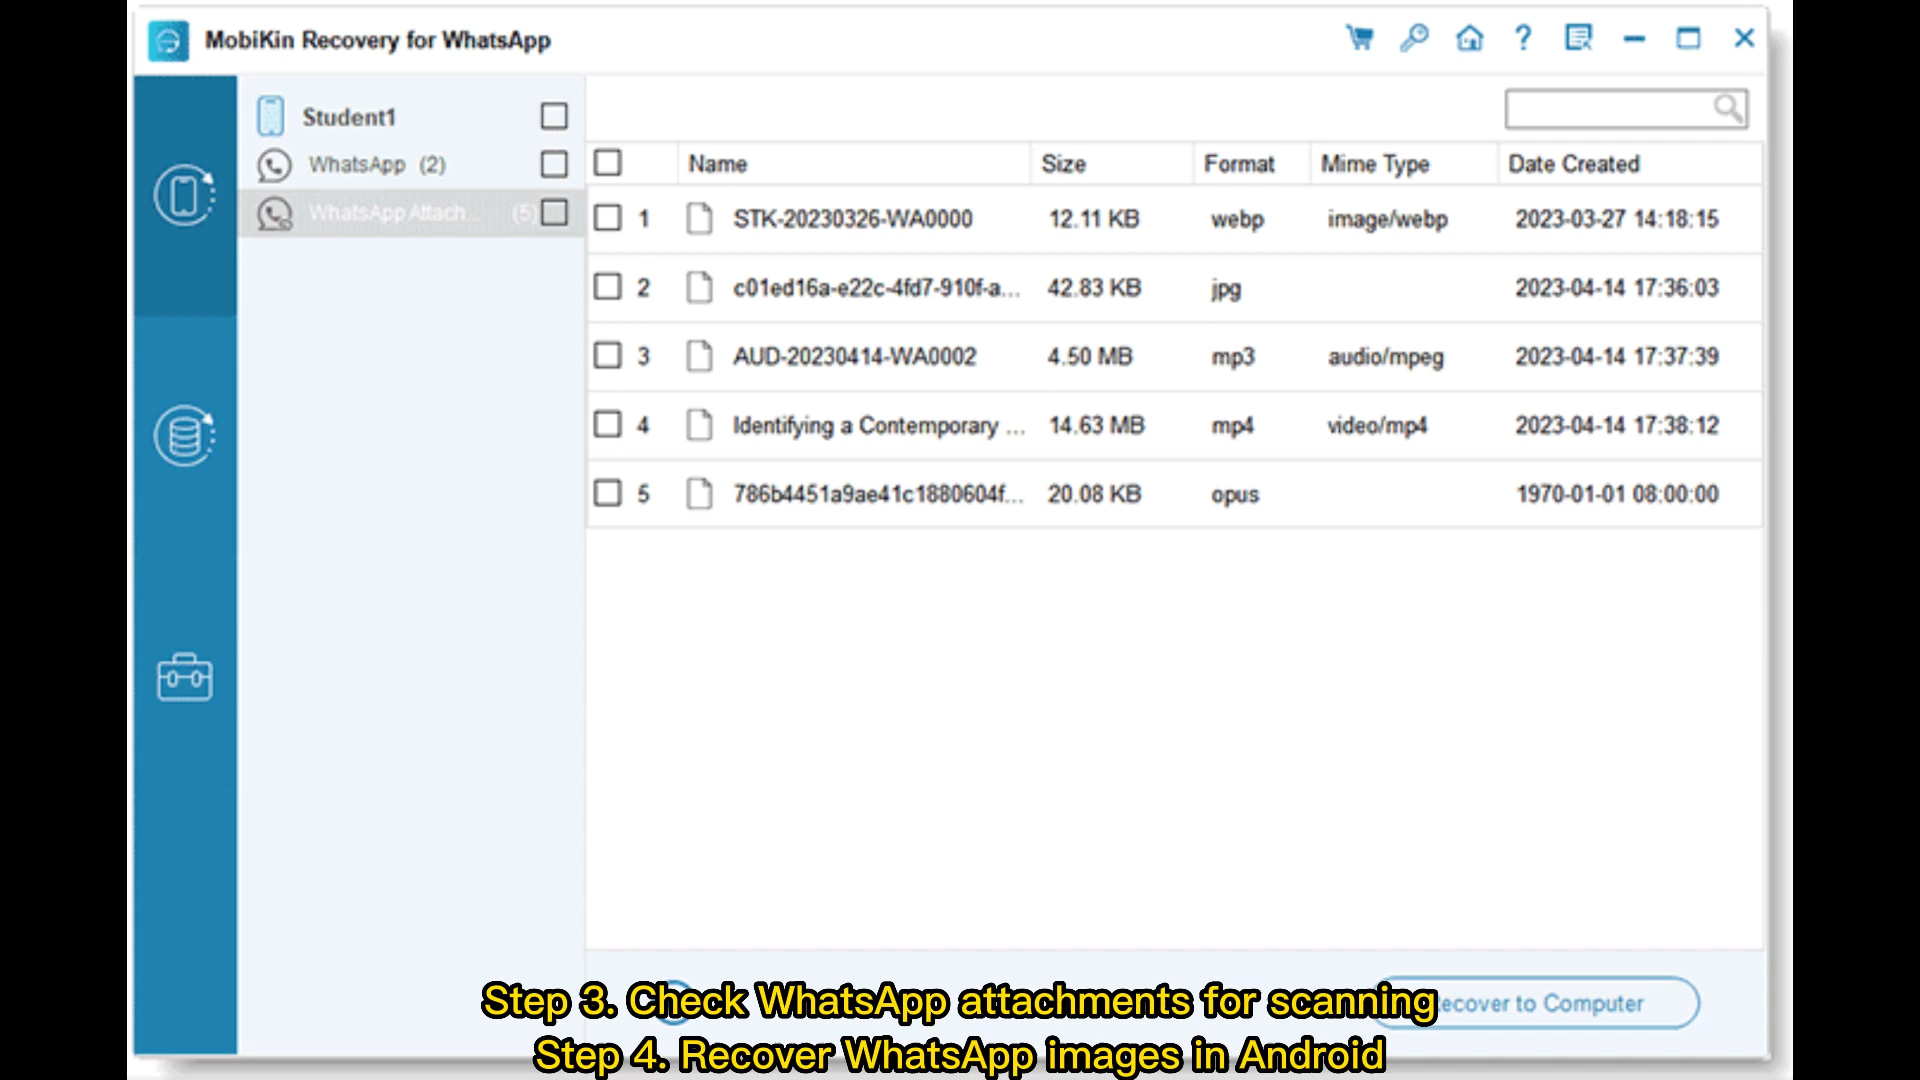 MobiKin Recovery for WhatsApp
Student1
WhatsApp (2)
WhatsApp Attach... (5)
Name Size Format Mime Type Date Created
1 STK-20230326-WA0000 12.11 KB webp image/webp 2023-03-27 14:18:15
2 c01ed16a-e22c-4fd7-910f-a... 42.83 KB jpg 2023-04-14 17:36:03
3 AUD-20230414-WA0002 4.50 MB mp3 audio/mpeg 2023-04-14 17:37:39
4 Identifying a Contemporary ... 14.63 MB mp4 video/mp4 2023-04-14 17:38:12
5 786b4451a9ae41c1880604f... 20.08 KB opus 1970-01-01 08:00:00
ecover to Computer
Step 3. Check WhatsApp attachments for scanning
Step 4. Recover WhatsApp images in Android